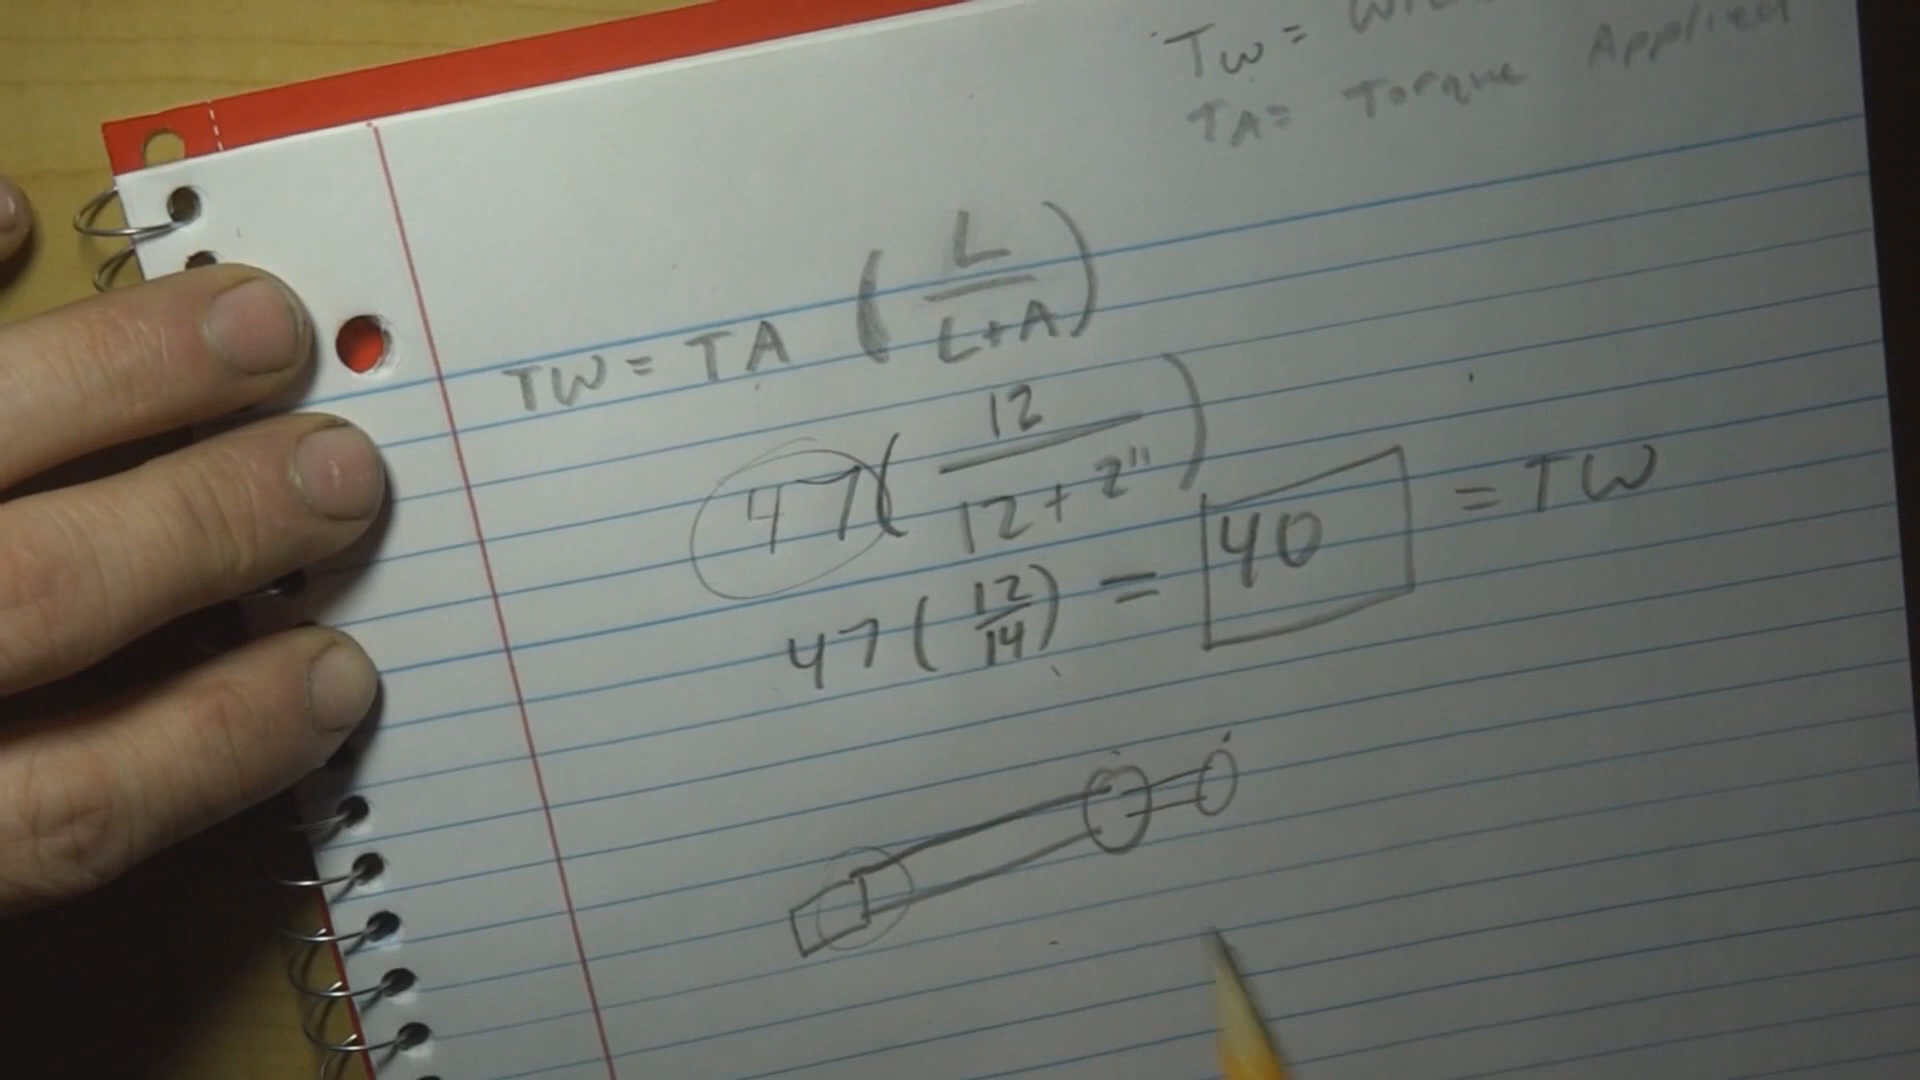 Tw =
TA = Torque Applied
TW = TA (L/L+A)
47(12/12+2")
47(12/14) = 40 = TW